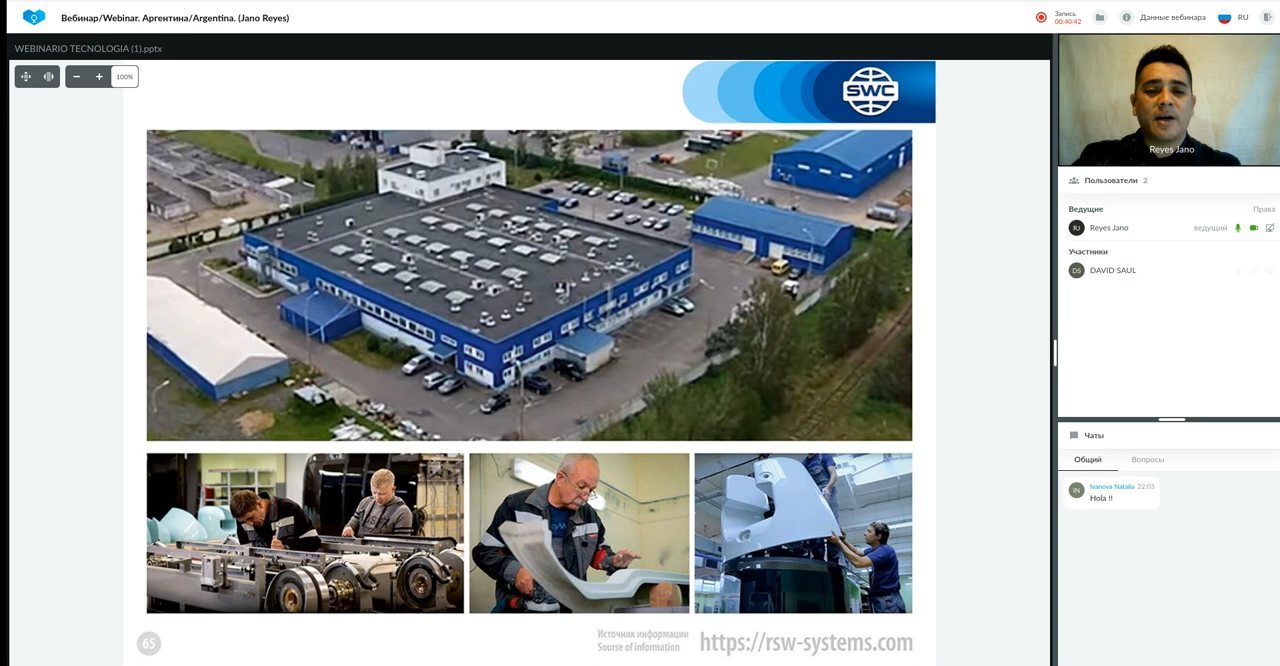 Вебинар/Webinar. Аргентина/Argentina. (Jano Reyes)
Запись
00:40:42
Данные вебинара
RU
WEBINARIO TECNOLOGIA (1).pptx
100%
SWC
Reyes Jano
Пользователи 2
Ведущие Права
RJ Reyes Jano ведущий
Участники
DS DAVID SAUL
Чаты
Общий Вопросы
IN Ivanova Natalia 22:03
Hola !!
65
Источник информации
Sourse of information
https://rsw-systems.com